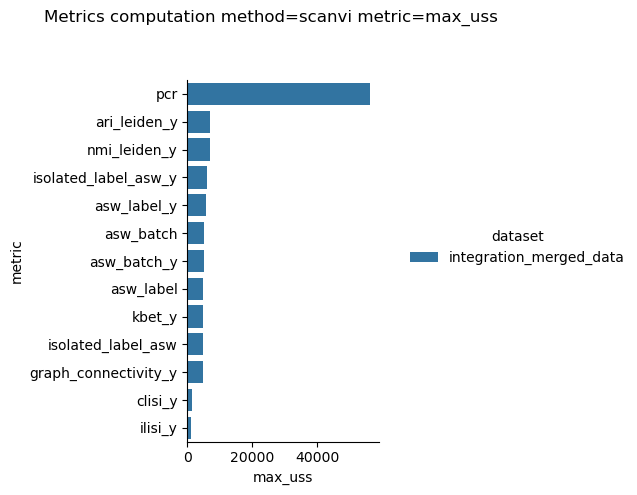 Metrics computation method=scanvi metric=max_uss
pcr
ari_leiden_y
nmi_leiden_y
isolated_label_asw_y
asw_label_y
asw_batch
asw_batch_y
asw_label
kbet_y
isolated_label_asw
graph_connectivity_y
clisi_y
ilisi_y
metric
0 20000 40000
max_uss
dataset
integration_merged_data